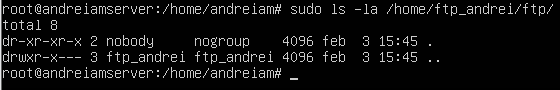 root@andreiamserver:/home/andreiam# sudo ls -la /home/ftp_andrei/ftp/
total 8
dr-xr-xr-x 2 nobody     nogroup    4096 feb  3 15:45 .
drwxr-x--- 3 ftp_andrei ftp_andrei 4096 feb  3 15:45 ..
root@andreiamserver:/home/andreiam# _